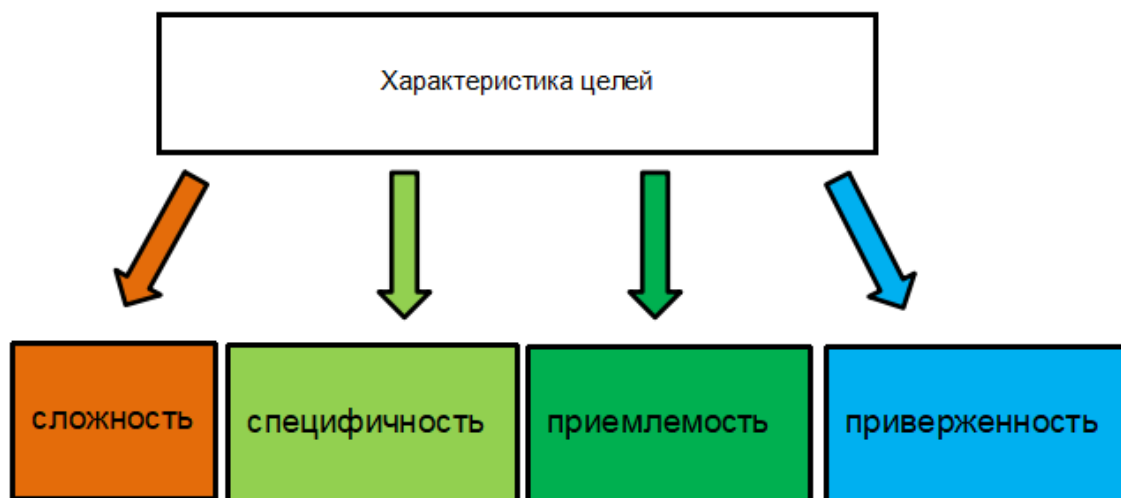 Характеристика целей
сложность
специфичность
приемлемость
приверженность